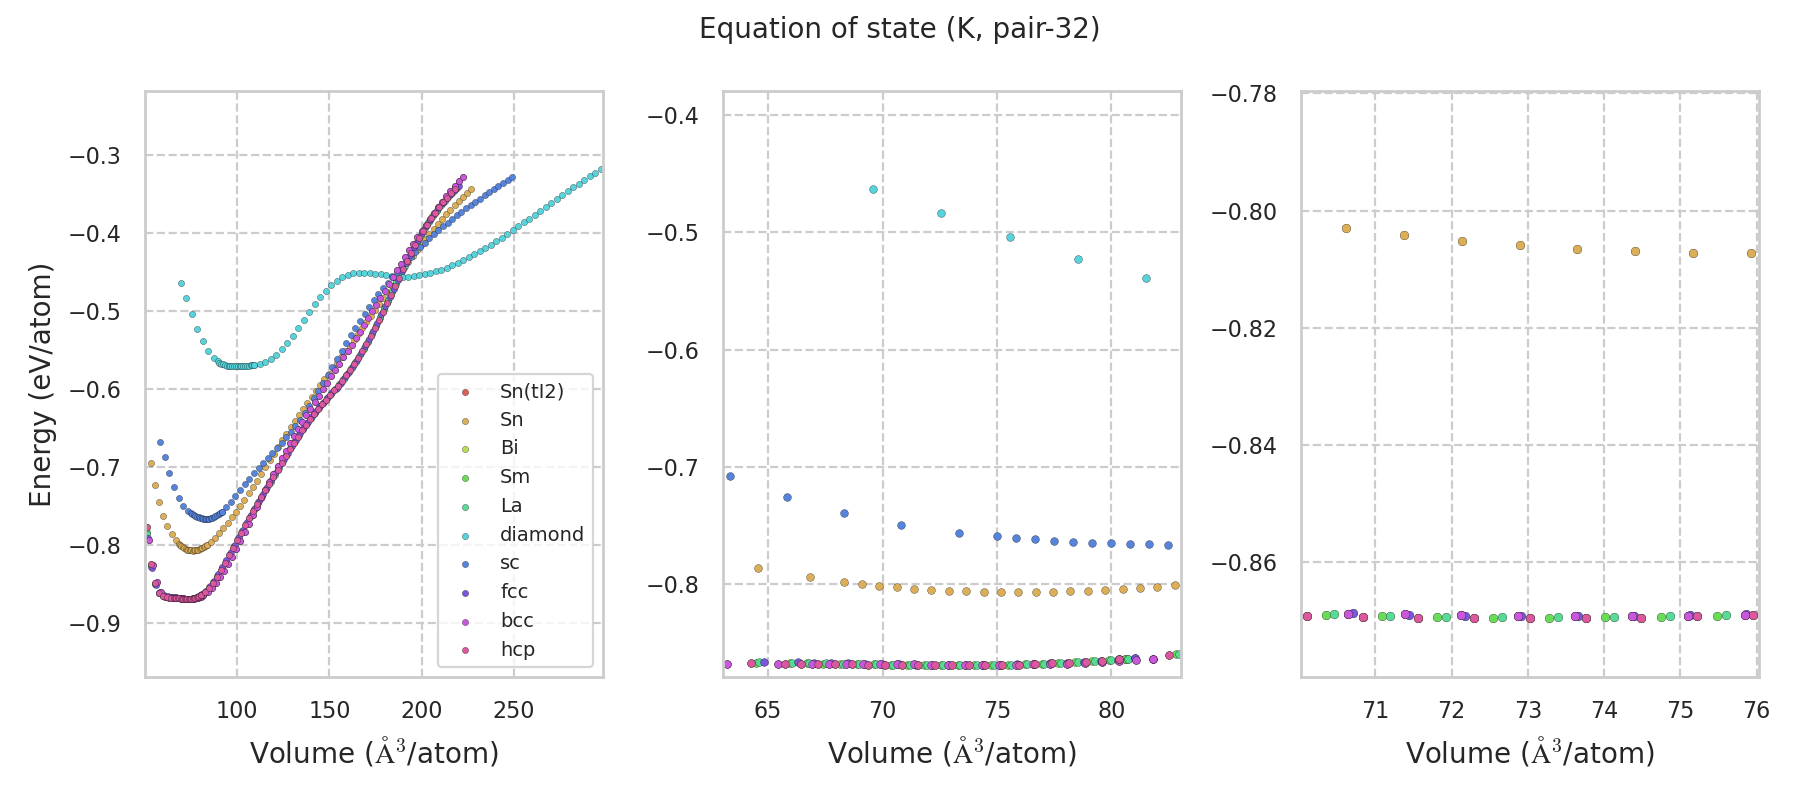 Equation of state (K, pair-32)
Energy (eV/atom)
−0.3
−0.4
−0.5
−0.6
−0.7
−0.8
−0.9
100 150 200 250
Volume (Å³/atom)
Sn(tI2)
Sn
Bi
Sm
La
diamond
sc
fcc
bcc
hcp
−0.4
−0.5
−0.6
−0.7
−0.8
65 70 75 80
Volume (Å³/atom)
−0.78
−0.80
−0.82
−0.84
−0.86
71 72 73 74 75 76
Volume (Å³/atom)